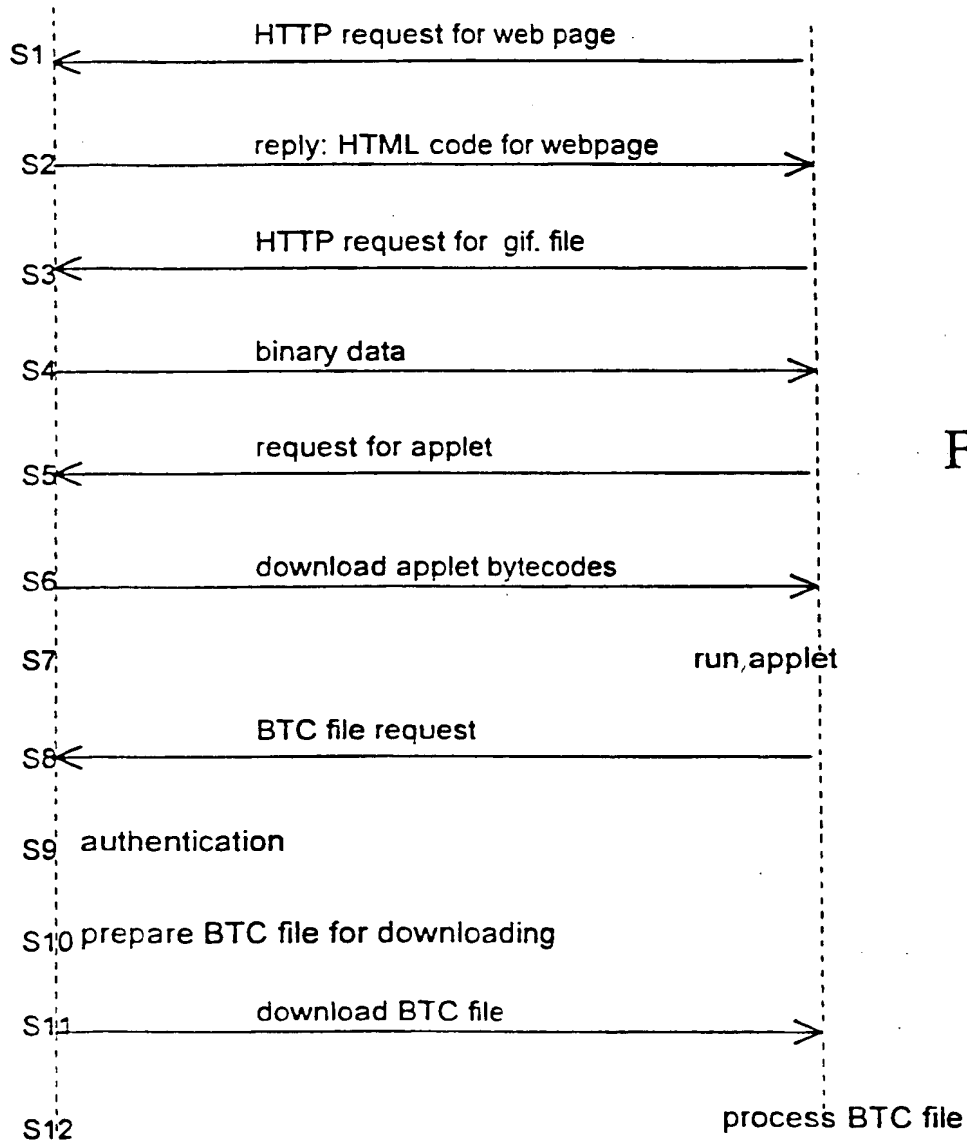 HTTP request for web page
S1
reply: HTML code for webpage
S2
HTTP request for gif. file
S3
binary data
S4
request for applet
S5
F
download applet bytecodes
S6
S7 run,applet
BTC file request
S8
S9 authentication
S10 prepare BTC file for downloading
download BTC file
S11
process BTC file
S12